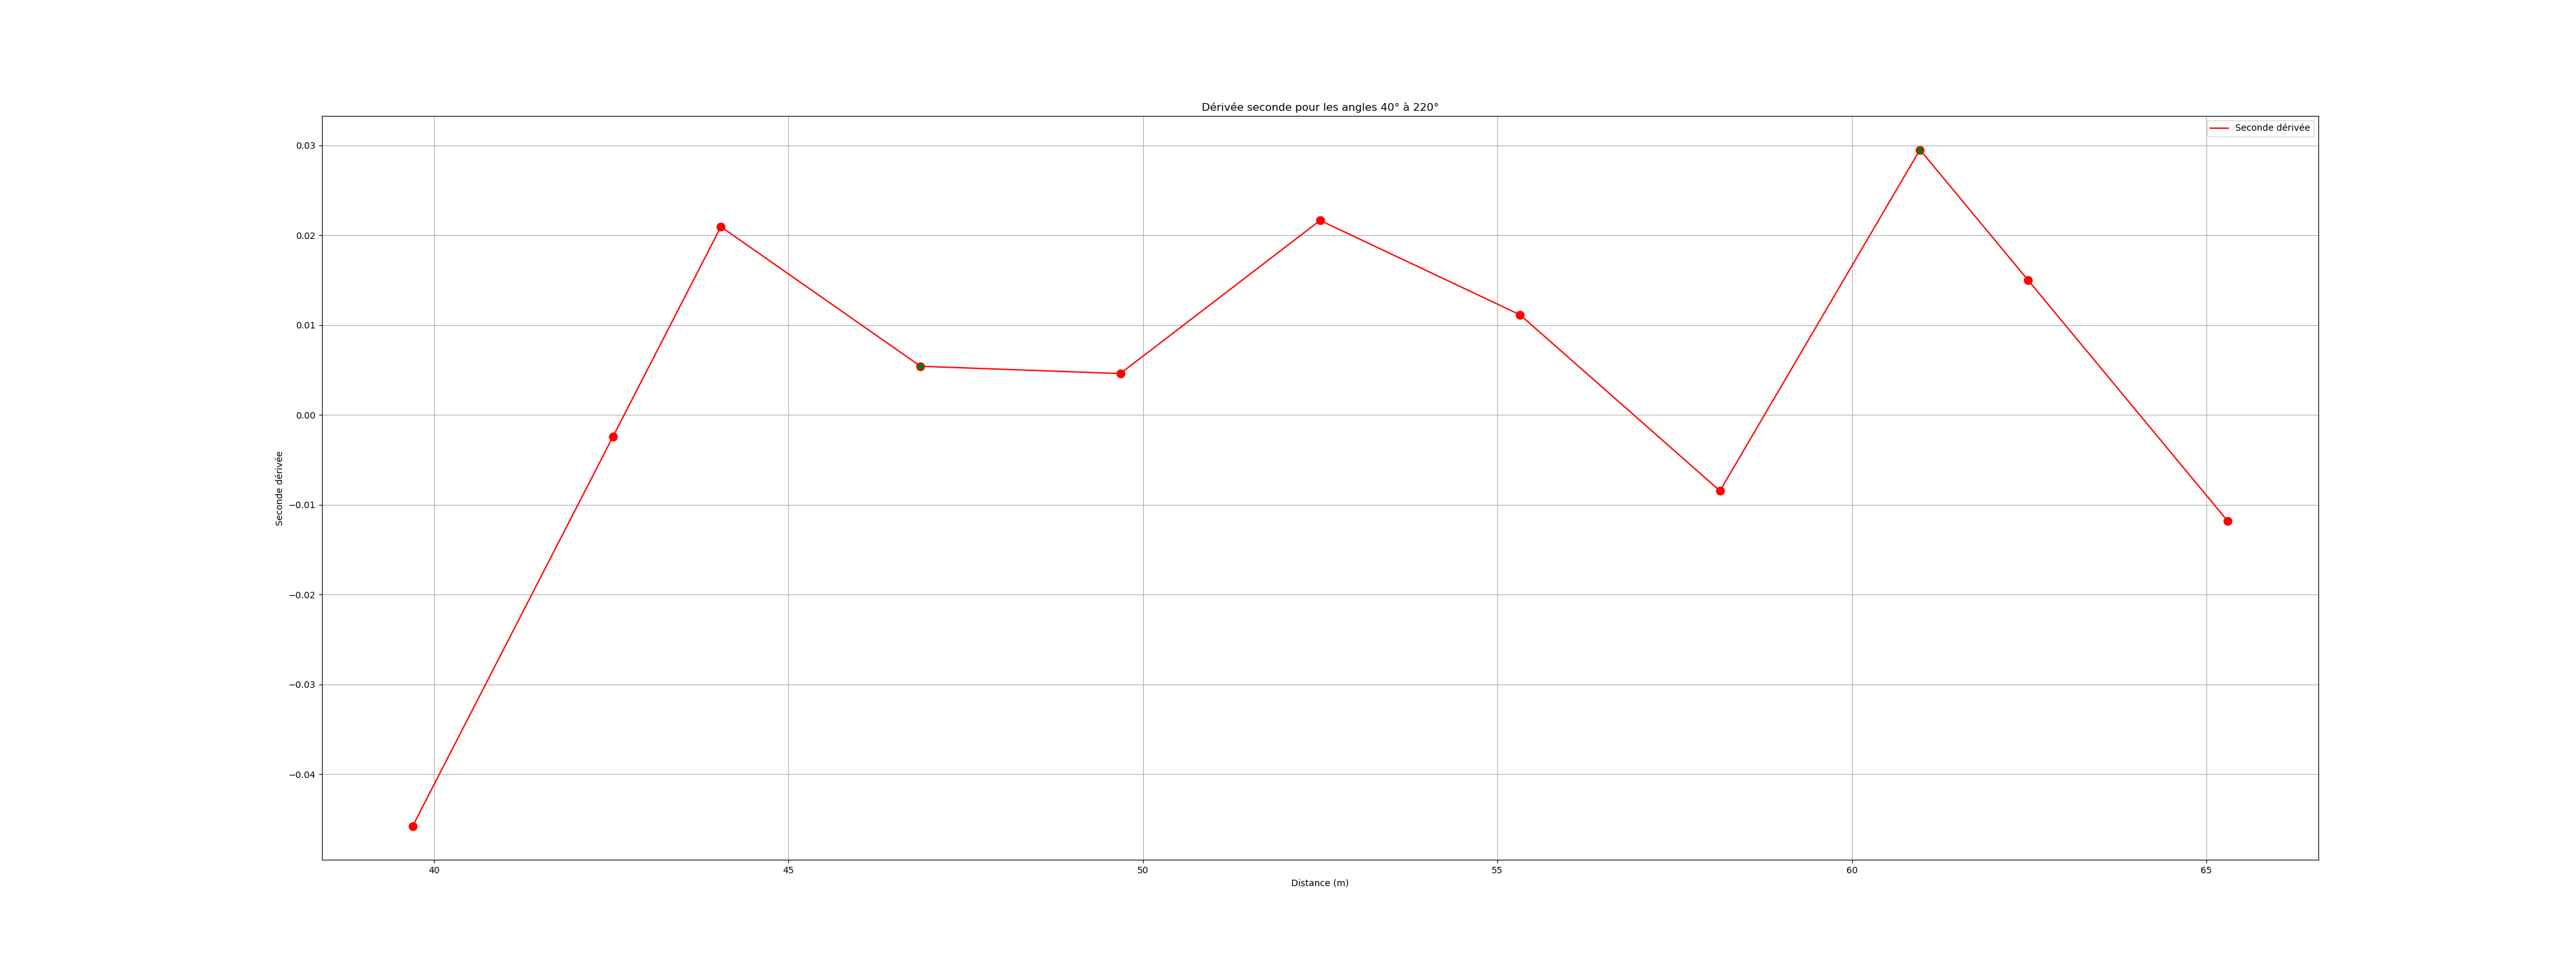 Dérivée seconde pour les angles 40° à 220°
Seconde dérivée
0.03
0.02
0.01
0.00
−0.01
−0.02
−0.03
−0.04
Seconde dérivée
40 45 50 55 60 65
Distance (m)